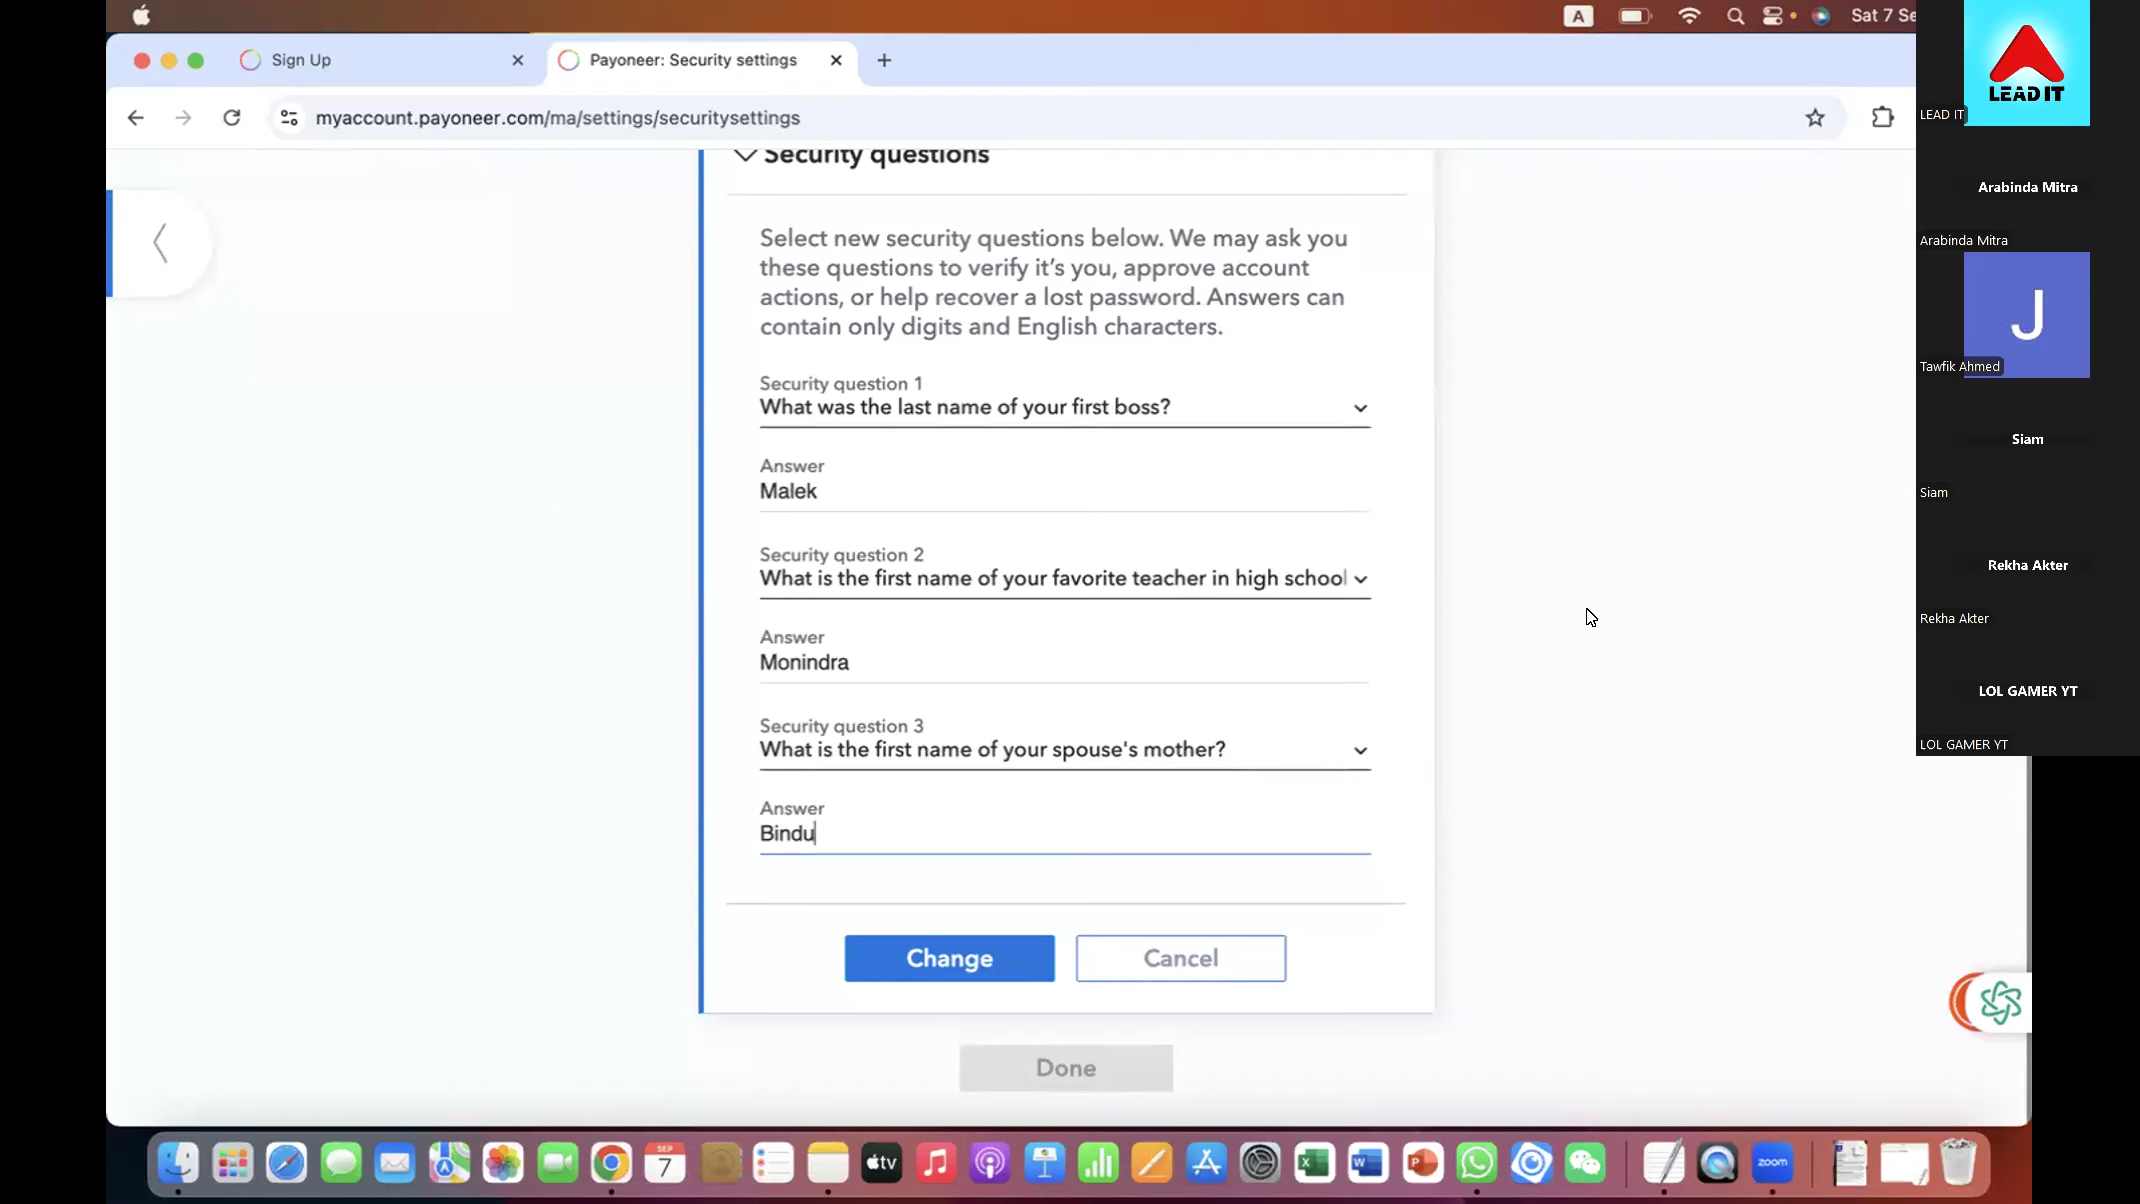 Sat 7 Se
A
Sign Up
Payoneer: Security settings
myaccount.payoneer.com/ma/settings/securitysettings
Security questions
Select new security questions below. We may ask you
these questions to verify it’s you, approve account
actions, or help recover a lost password. Answers can
contain only digits and English characters.
Security question 1
What was the last name of your first boss?
Answer
Malek
Security question 2
What is the first name of your favorite teacher in high school
Answer
Monindra
Security question 3
What is the first name of your spouse's mother?
Answer
Bindu
Change
Cancel
Done
LEAD IT
LEAD IT
Arabinda Mitra
Arabinda Mitra
J
Tawfik Ahmed
Siam
Siam
Rekha Akter
Rekha Akter
LOL GAMER YT
LOL GAMER YT
SEP
7
tv
X
W
P
zoom